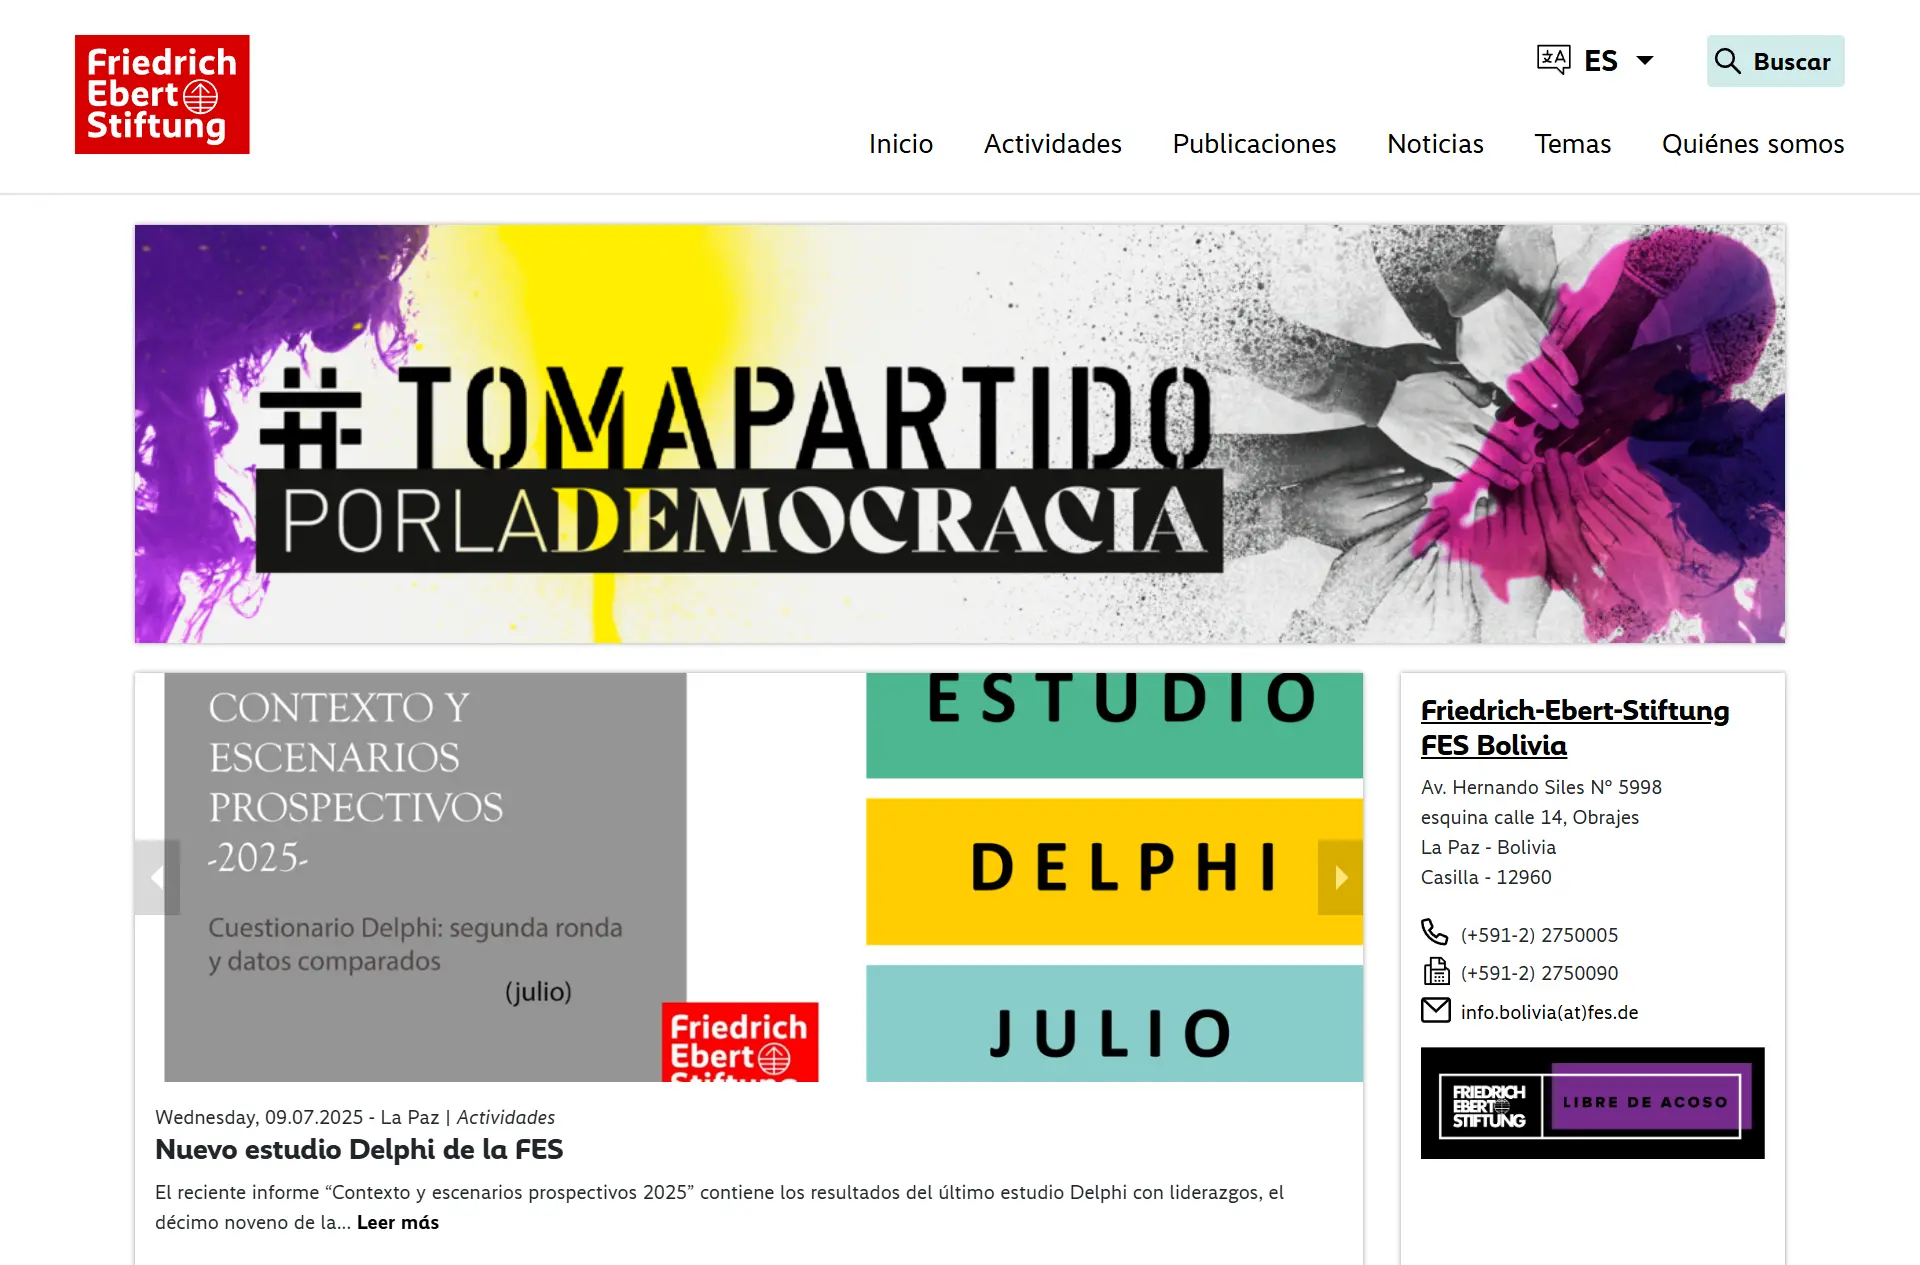 Friedrich
Ebert
Stiftung
ES
Buscar
Inicio
Actividades
Publicaciones
Noticias
Temas
Quiénes somos
#TOMAPARTIDO
PORLADEMOCRACIA
CONTEXTO Y
ESCENARIOS
PROSPECTIVOS
-2025-
Cuestionario Delphi: segunda ronda
y datos comparados
(julio)
Friedrich
Ebert
Stiftung
ESTUDIO
DELPHI
JULIO
Wednesday, 09.07.2025 - La Paz | Actividades
Nuevo estudio Delphi de la FES
El reciente informe “Contexto y escenarios prospectivos 2025” contiene los resultados del último estudio Delphi con liderazgos, el
décimo noveno de la... Leer más
Friedrich-Ebert-Stiftung
FES Bolivia
Av. Hernando Siles Nº 5998
esquina calle 14, Obrajes
La Paz - Bolivia
Casilla - 12960
(+591-2) 2750005
(+591-2) 2750090
info.bolivia(at)fes.de
FRIEDRICH
EBERT
STIFTUNG
LIBRE DE ACOSO